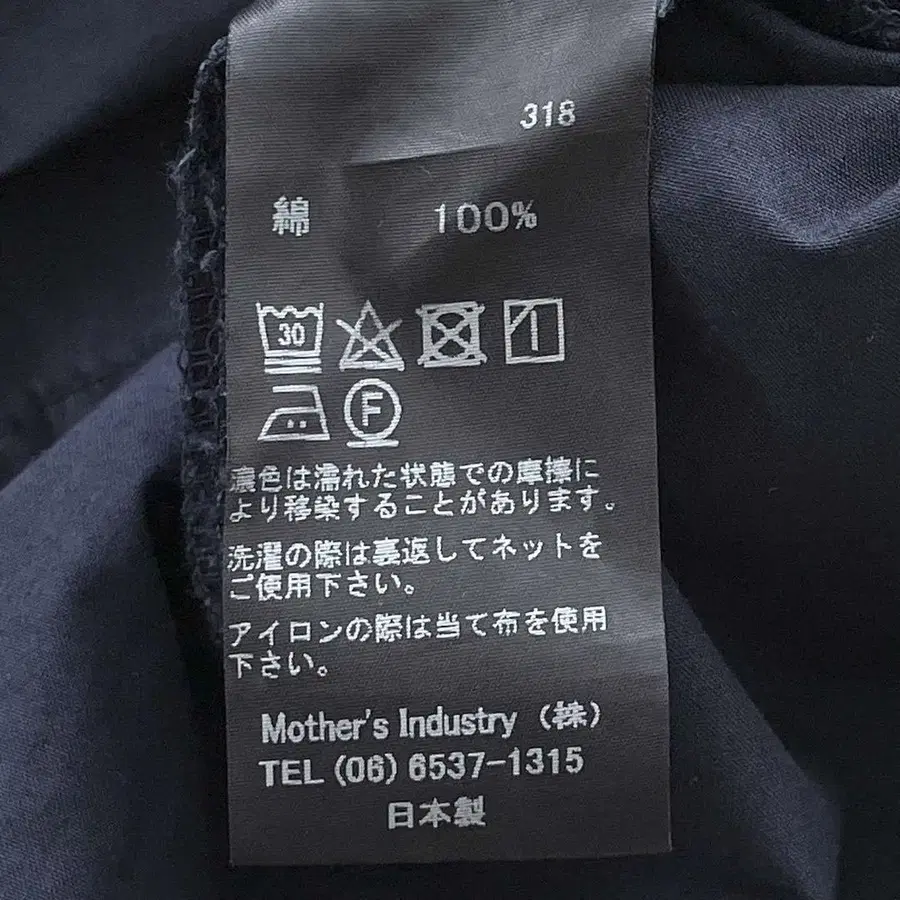 318
綿 100%
30
F
濃色は濡れた状態での摩擦に
より移染することがあります。
洗濯の際は裏返してネットを
ご使用下さい。
アイロンの際は当て布を使用
下さい。
Mother's Industry (株)
TEL (06) 6537-1315
日本製